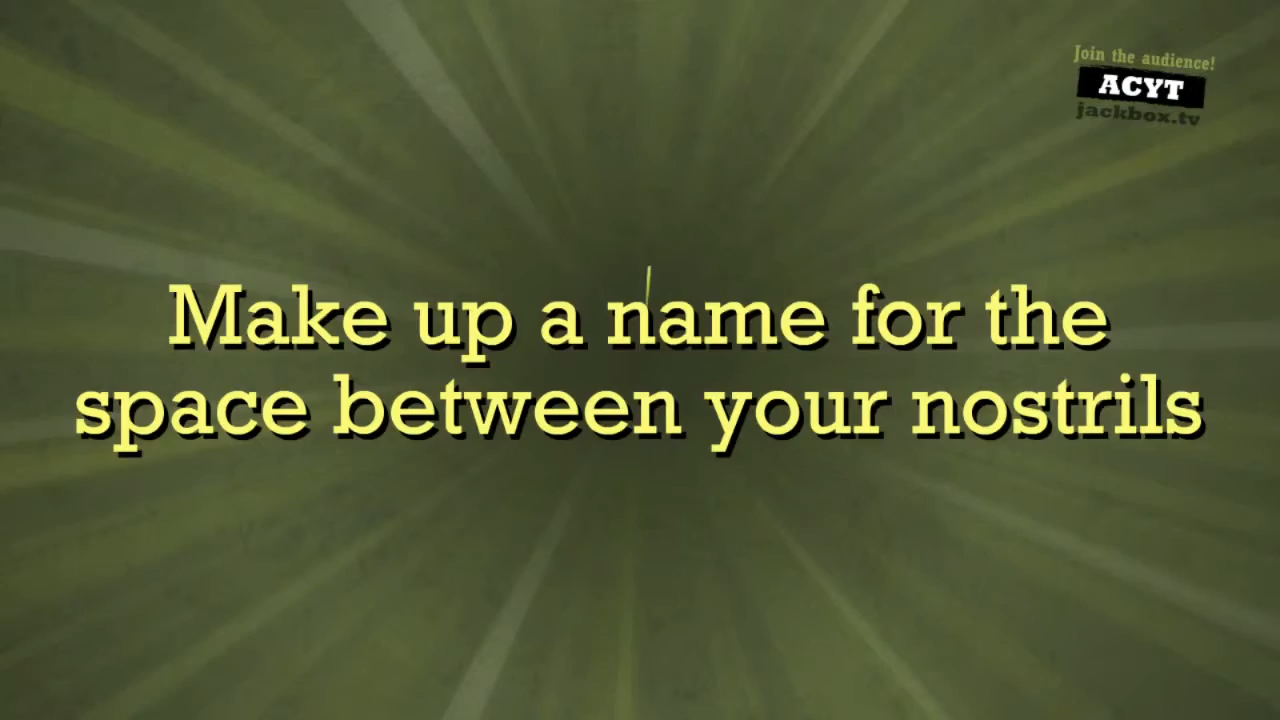 Join the audience!
ACYT
jackbox.tv
Make up a name for the
space between your nostrils